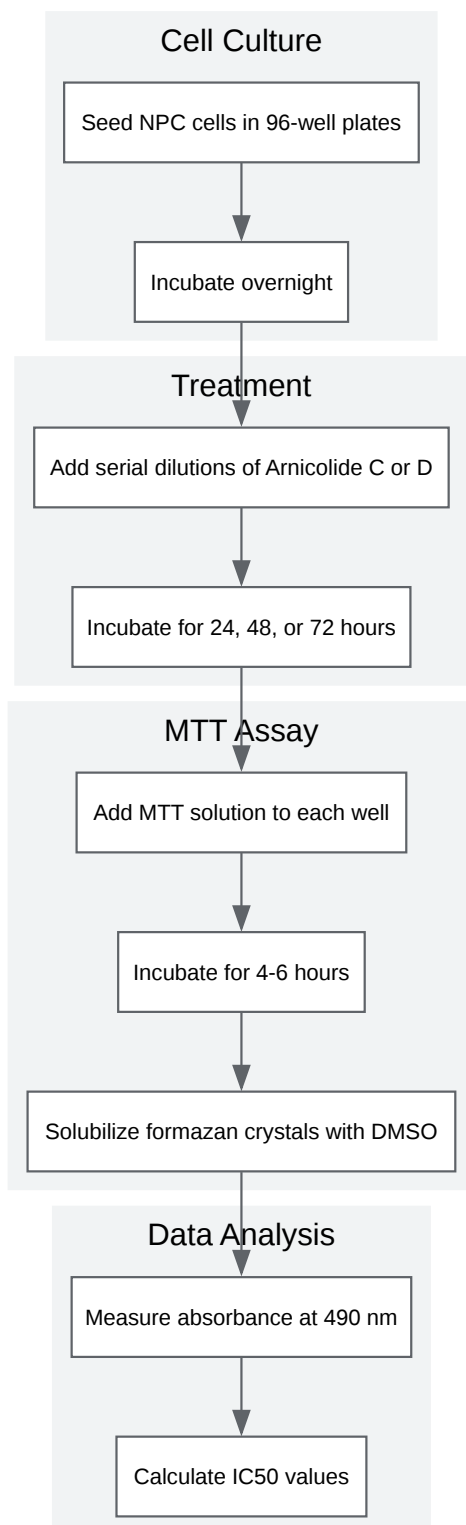 Cell Culture
Seed NPC cells in 96-well plates
Incubate overnight
Treatment
Add serial dilutions of Arnicolide C or D
Incubate for 24, 48, or 72 hours
MTT Assay
Add MTT solution to each well
Incubate for 4-6 hours
Solubilize formazan crystals with DMSO
Data Analysis
Measure absorbance at 490 nm
Calculate IC50 values